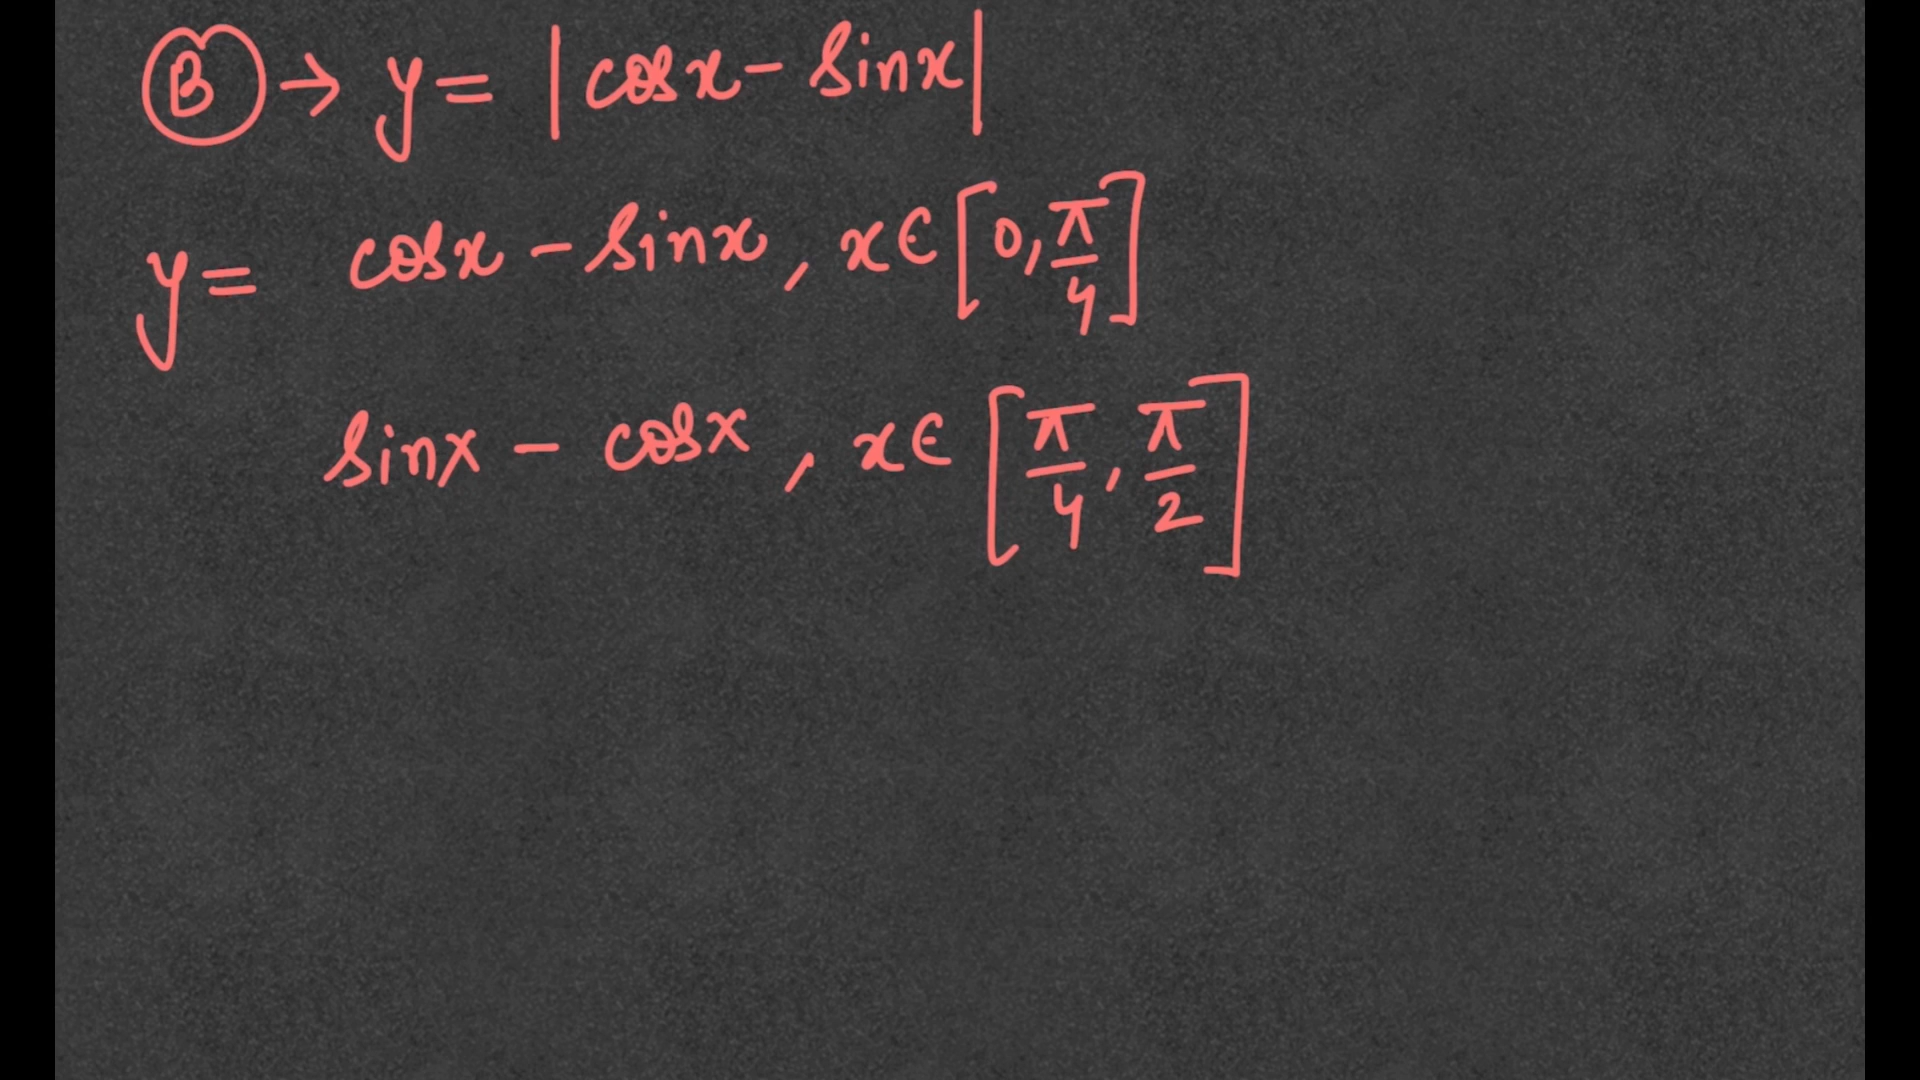 B → y = |cosx - sinx|
y = cosx - sinx, x∈[0, π/4]
sinx - cosx, x∈[π/4, π/2]